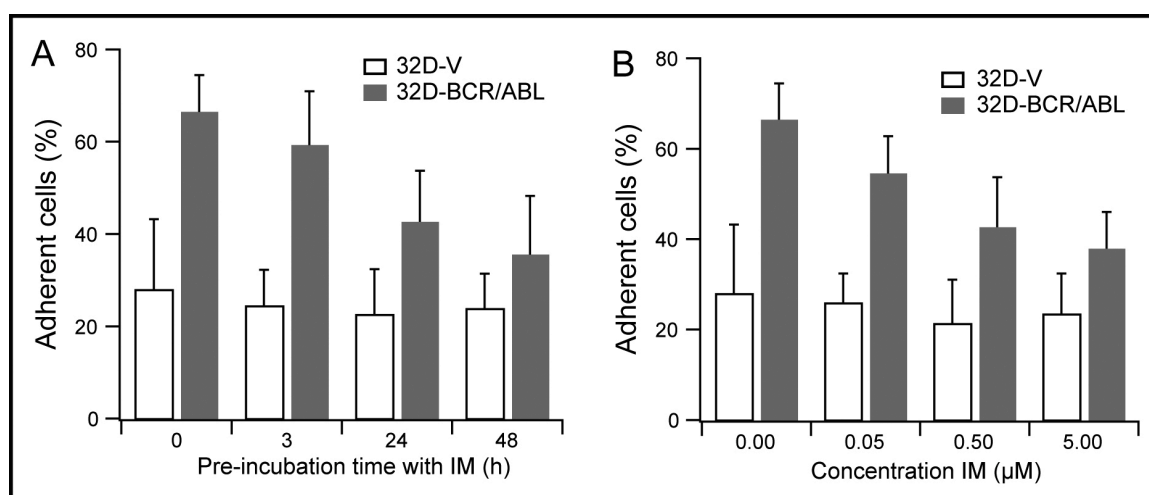 A
32D-V
32D-BCR/ABL
Adherent cells (%)
80
60
40
20
0
0 3 24 48
Pre-incubation time with IM (h)
B
32D-V
32D-BCR/ABL
Adherent cells (%)
80
60
40
20
0
0.00 0.05 0.50 5.00
Concentration IM (µM)